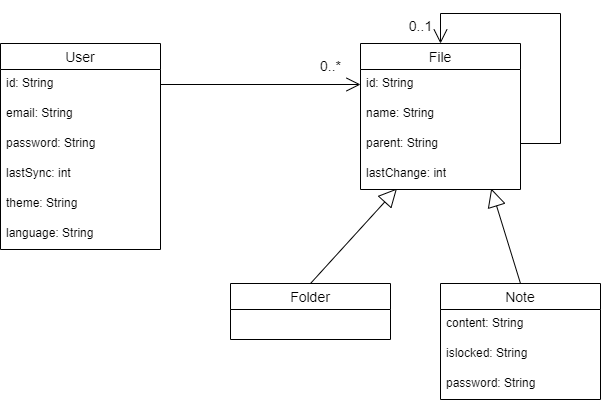 0..1
User
File
0..*
id: String
email: String
password: String
lastSync: int
theme: String
language: String
id: String
name: String
parent: String
lastChange: int
Folder
Note
content: String
islocked: String
password: String